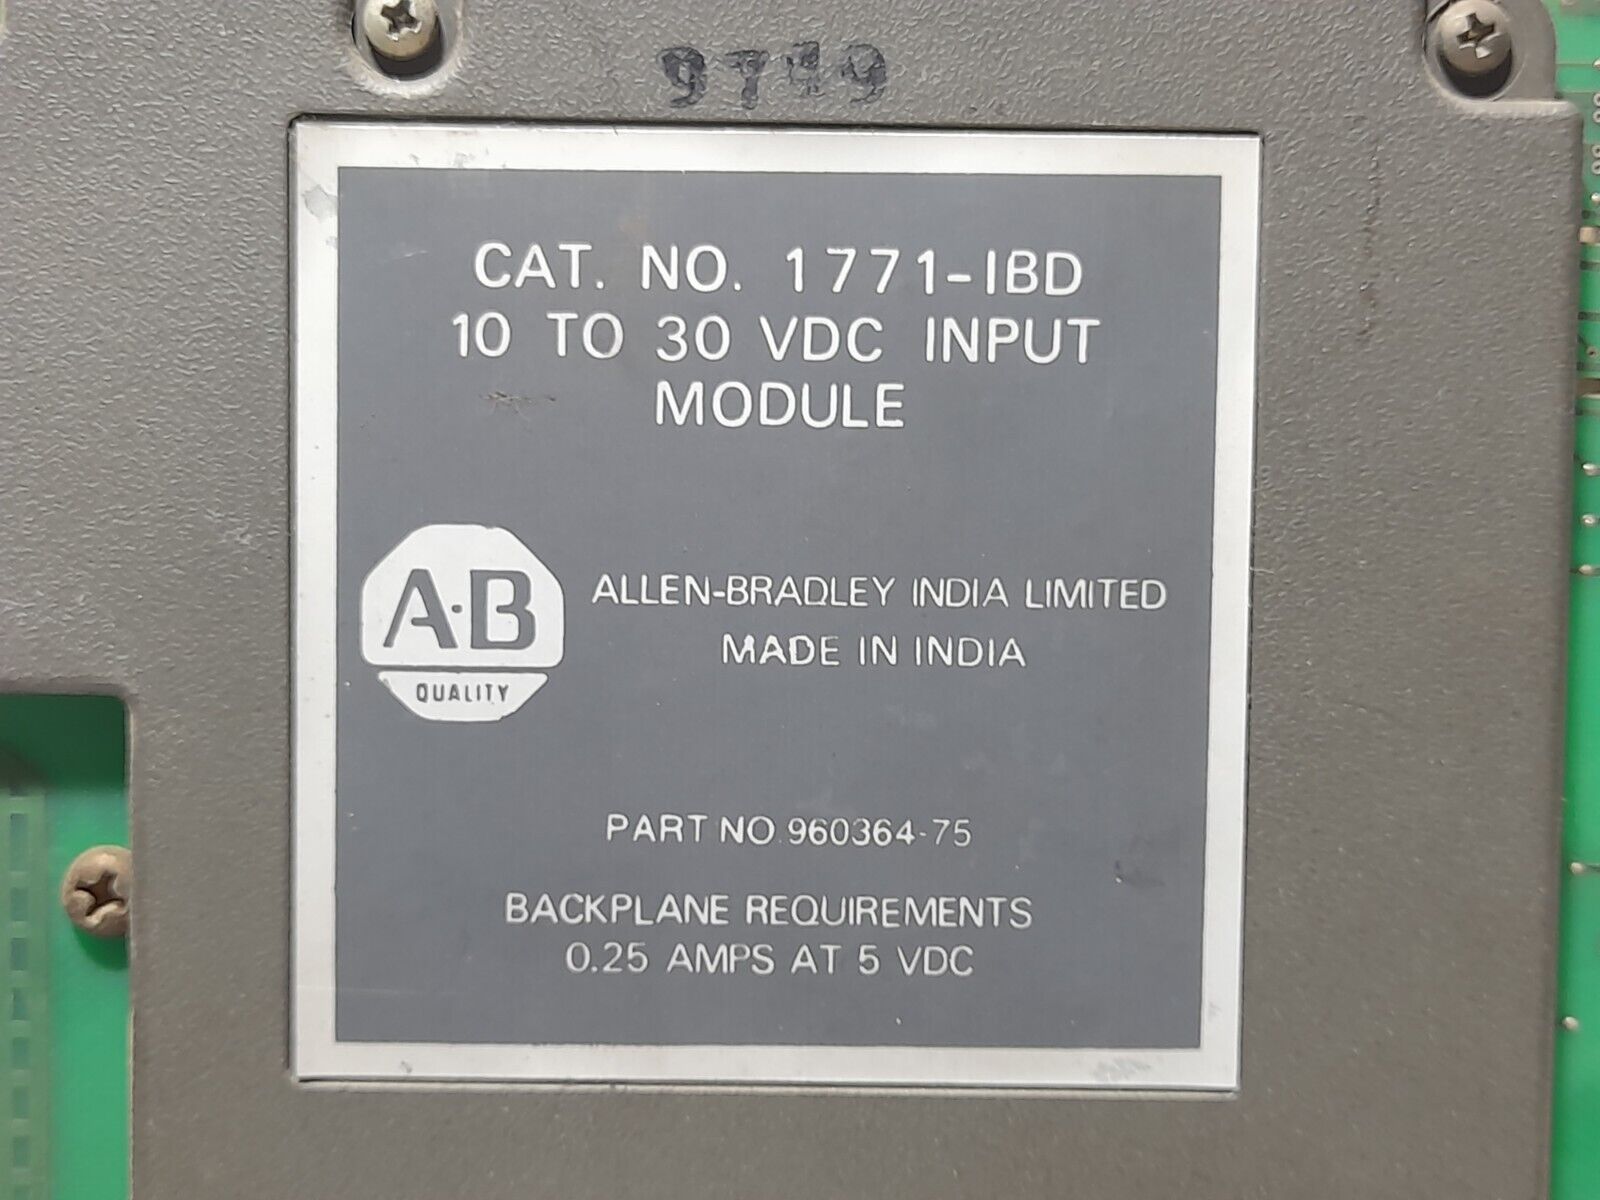 9749
CAT. NO. 1771-IBD
10 TO 30 VDC INPUT
MODULE
A·B
QUALITY
ALLEN-BRADLEY INDIA LIMITED
MADE IN INDIA
PART NO. 960364-75
BACKPLANE REQUIREMENTS
0.25 AMPS AT 5 VDC